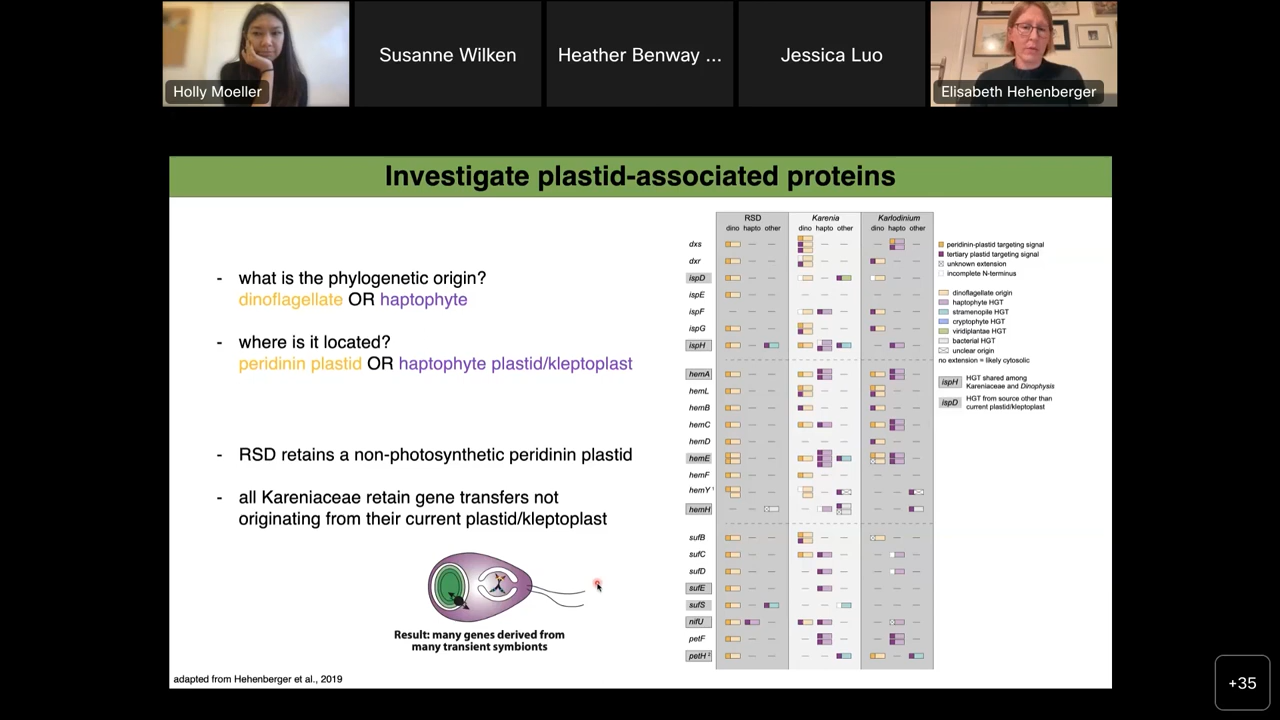 Holly Moeller
Susanne Wilken
Heather Benway ...
Jessica Luo
Elisabeth Hehenberger
Investigate plastid-associated proteins
- what is the phylogenetic origin?
dinoflagellate OR haptophyte
- where is it located?
peridinin plastid OR haptophyte plastid/kleptoplast
- RSD retains a non-photosynthetic peridinin plastid
- all Kareniaceae retain gene transfers not
originating from their current plastid/kleptoplast
Result: many genes derived from
many transient symbionts
adapted from Hehenberger et al., 2019
RSD Karenia Karlodinium
dino hapto other dino hapto other dino hapto other
dxs
dxr
ispD
ispE
ispF
ispG
ispH
hemA
hemL
hemB
hemC
hemD
hemE
hemF
hemY ¹
hemH
sufB
sufC
sufD
sufE
sufS
nifU
petF
petH ²
peridinin-plastid targeting signal
tertiary plastid targeting signal
unknown extension
incomplete N-terminus
dinoflagellate origin
haptophyte HGT
stramenopile HGT
cryptophyte HGT
viridiplantae HGT
bacterial HGT
unclear origin
no extension = likely cytosolic
ispH HGT shared among
Kareniaceae and Dinophysis
ispD HGT from source other than
current plastid/kleptoplast
+35